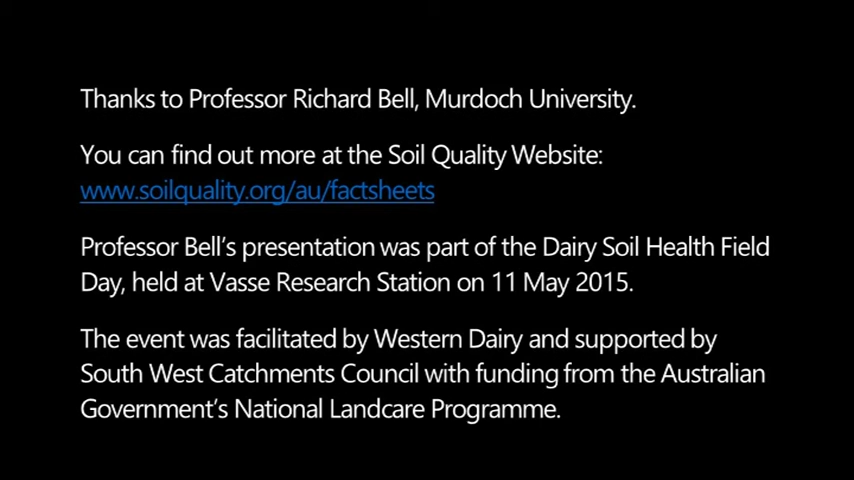 Thanks to Professor Richard Bell, Murdoch University.
You can find out more at the Soil Quality Website:
www.soilquality.org/au/factsheets
Professor Bell's presentation was part of the Dairy Soil Health Field
Day, held at Vasse Research Station on 11 May 2015.
The event was facilitated by Western Dairy and supported by
South West Catchments Council with funding from the Australian
Government's National Landcare Programme.